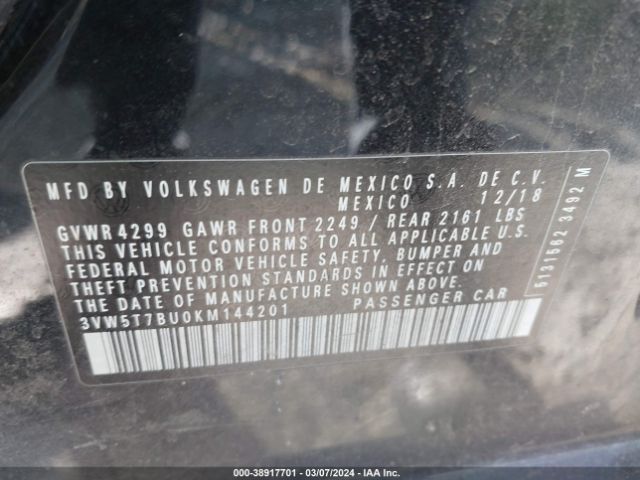 MFD BY VOLKSWAGEN DE MEXICO S.A. DE C.V.
MEXICO 12/18
GVWR 4299 GAWR FRONT 2249 / REAR 2161 LBS
THIS VEHICLE CONFORMS TO ALL APPLICABLE U.S.
FEDERAL MOTOR VEHICLE SAFETY, BUMPER AND
THEFT PREVENTION STANDARDS IN EFFECT ON
THE DATE OF MANUFACTURE SHOWN ABOVE.
3VW5T7BU0KM144201 PASSENGER CAR
5131662 3492 M
000-38917701 - 03/07/2024 - IAA Inc.